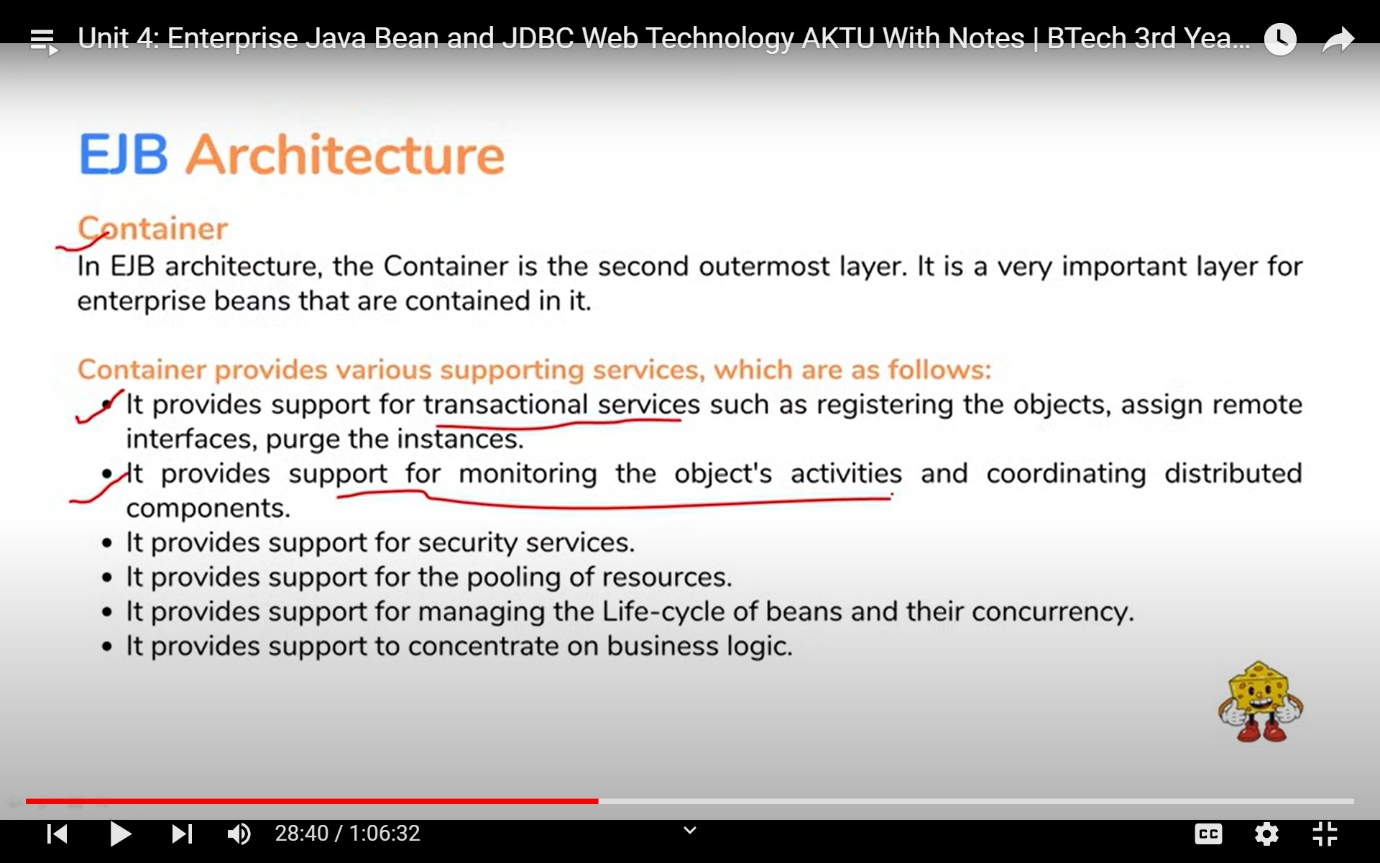 Unit 4: Enterprise Java Bean and JDBC Web Technology AKTU With Notes | BTech 3rd Yea...
EJB Architecture
Container
In EJB architecture, the Container is the second outermost layer. It is a very important layer for
enterprise beans that are contained in it.
Container provides various supporting services, which are as follows:
• It provides support for transactional services such as registering the objects, assign remote
interfaces, purge the instances.
• It provides support for monitoring the object's activities and coordinating distributed
components.
• It provides support for security services.
• It provides support for the pooling of resources.
• It provides support for managing the Life-cycle of beans and their concurrency.
• It provides support to concentrate on business logic.
28:40 / 1:06:32
CC